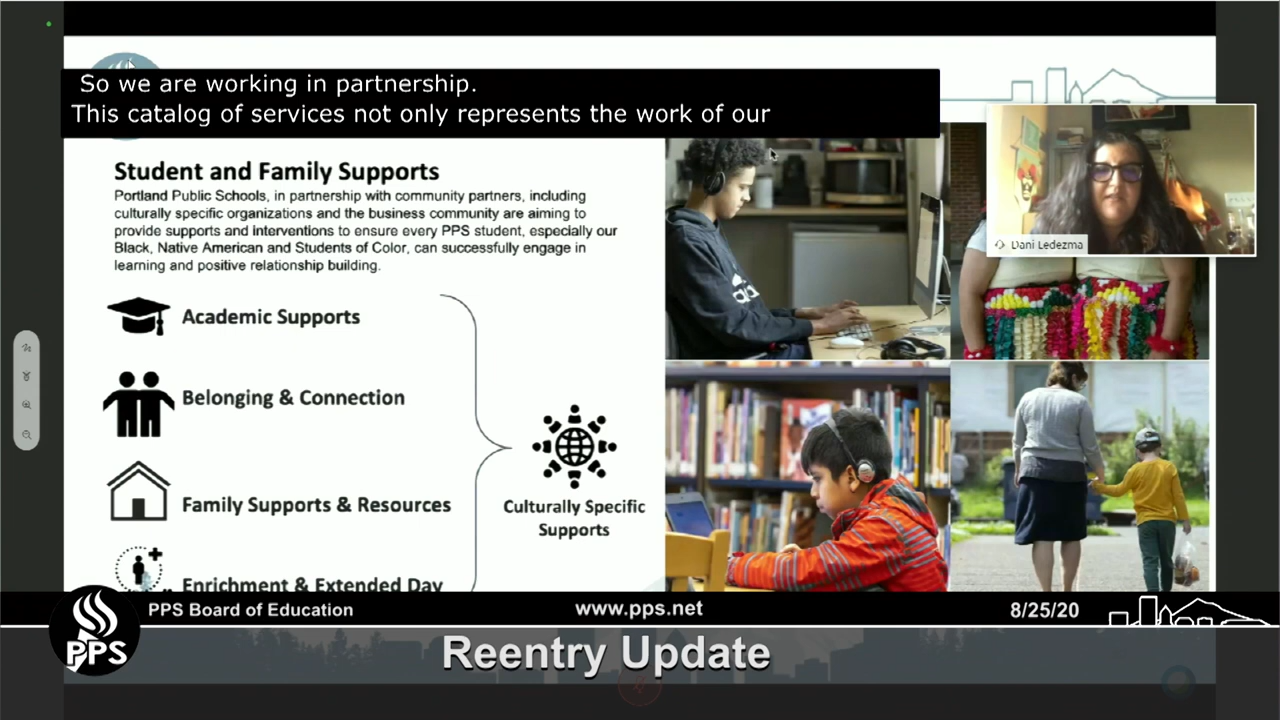 So we are working in partnership.
This catalog of services not only represents the work of our
Student and Family Supports
Portland Public Schools, in partnership with community partners, including
culturally specific organizations and the business community are aiming to
provide supports and interventions to ensure every PPS student, especially our
Black, Native American and Students of Color, can successfully engage in
learning and positive relationship building.
Academic Supports
Belonging & Connection
Family Supports & Resources
Enrichment & Extended Day
Culturally Specific
Supports
Dani Ledezma
PPS Board of Education
www.pps.net
8/25/20
PPS
Reentry Update